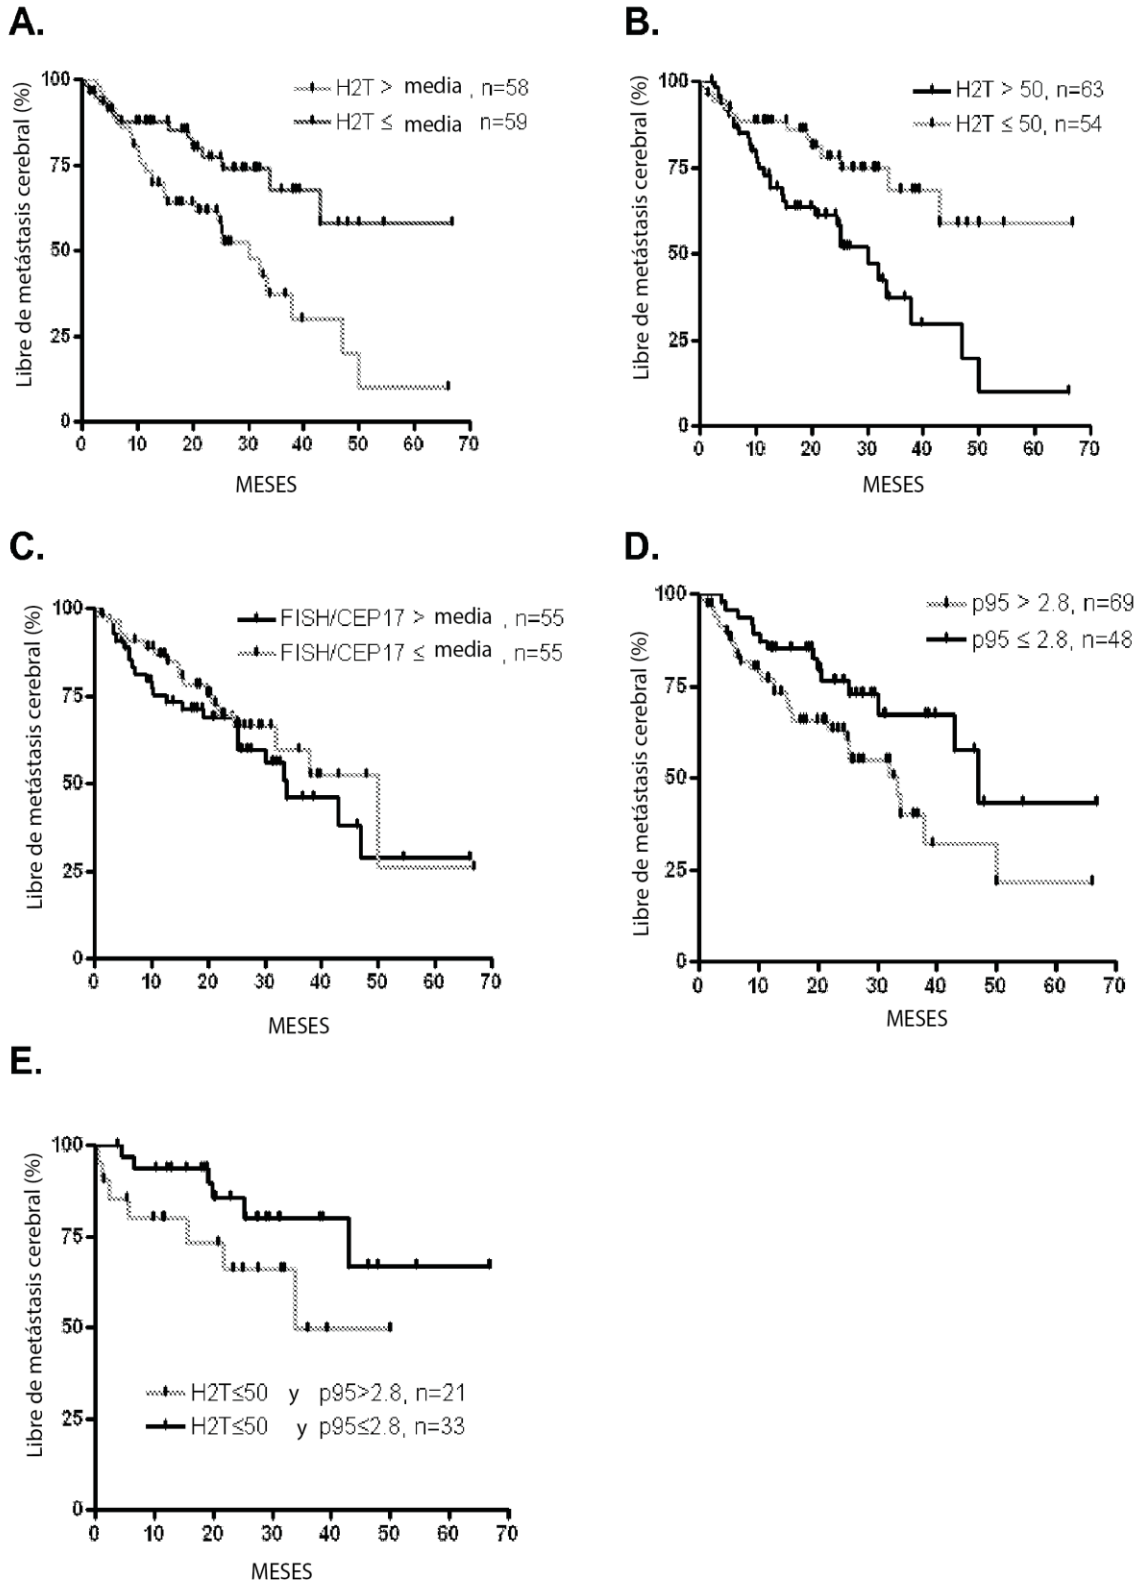 A.
Libre de metástasis cerebral (%)
100
75
50
25
0
0 10 20 30 40 50 60 70
MESES
H2T > media , n=58
H2T ≤ media n=59
B.
Libre de metástasis cerebral (%)
100
75
50
25
0
0 10 20 30 40 50 60 70
MESES
H2T > 50, n=63
H2T ≤ 50, n=54
C.
Libre de metástasis cerebral (%)
100
75
50
25
0
0 10 20 30 40 50 60 70
MESES
FISH/CEP17 > media , n=55
FISH/CEP17 ≤ media , n=55
D.
Libre de metástasis cerebral (%)
100
75
50
25
0
0 10 20 30 40 50 60 70
MESES
p95 > 2.8, n=69
p95 ≤ 2.8, n=48
E.
Libre de metástasis cerebral (%)
100
75
50
25
0
0 10 20 30 40 50 60 70
MESES
H2T≤50 y p95>2.8, n=21
H2T≤50 y p95≤2.8, n=33